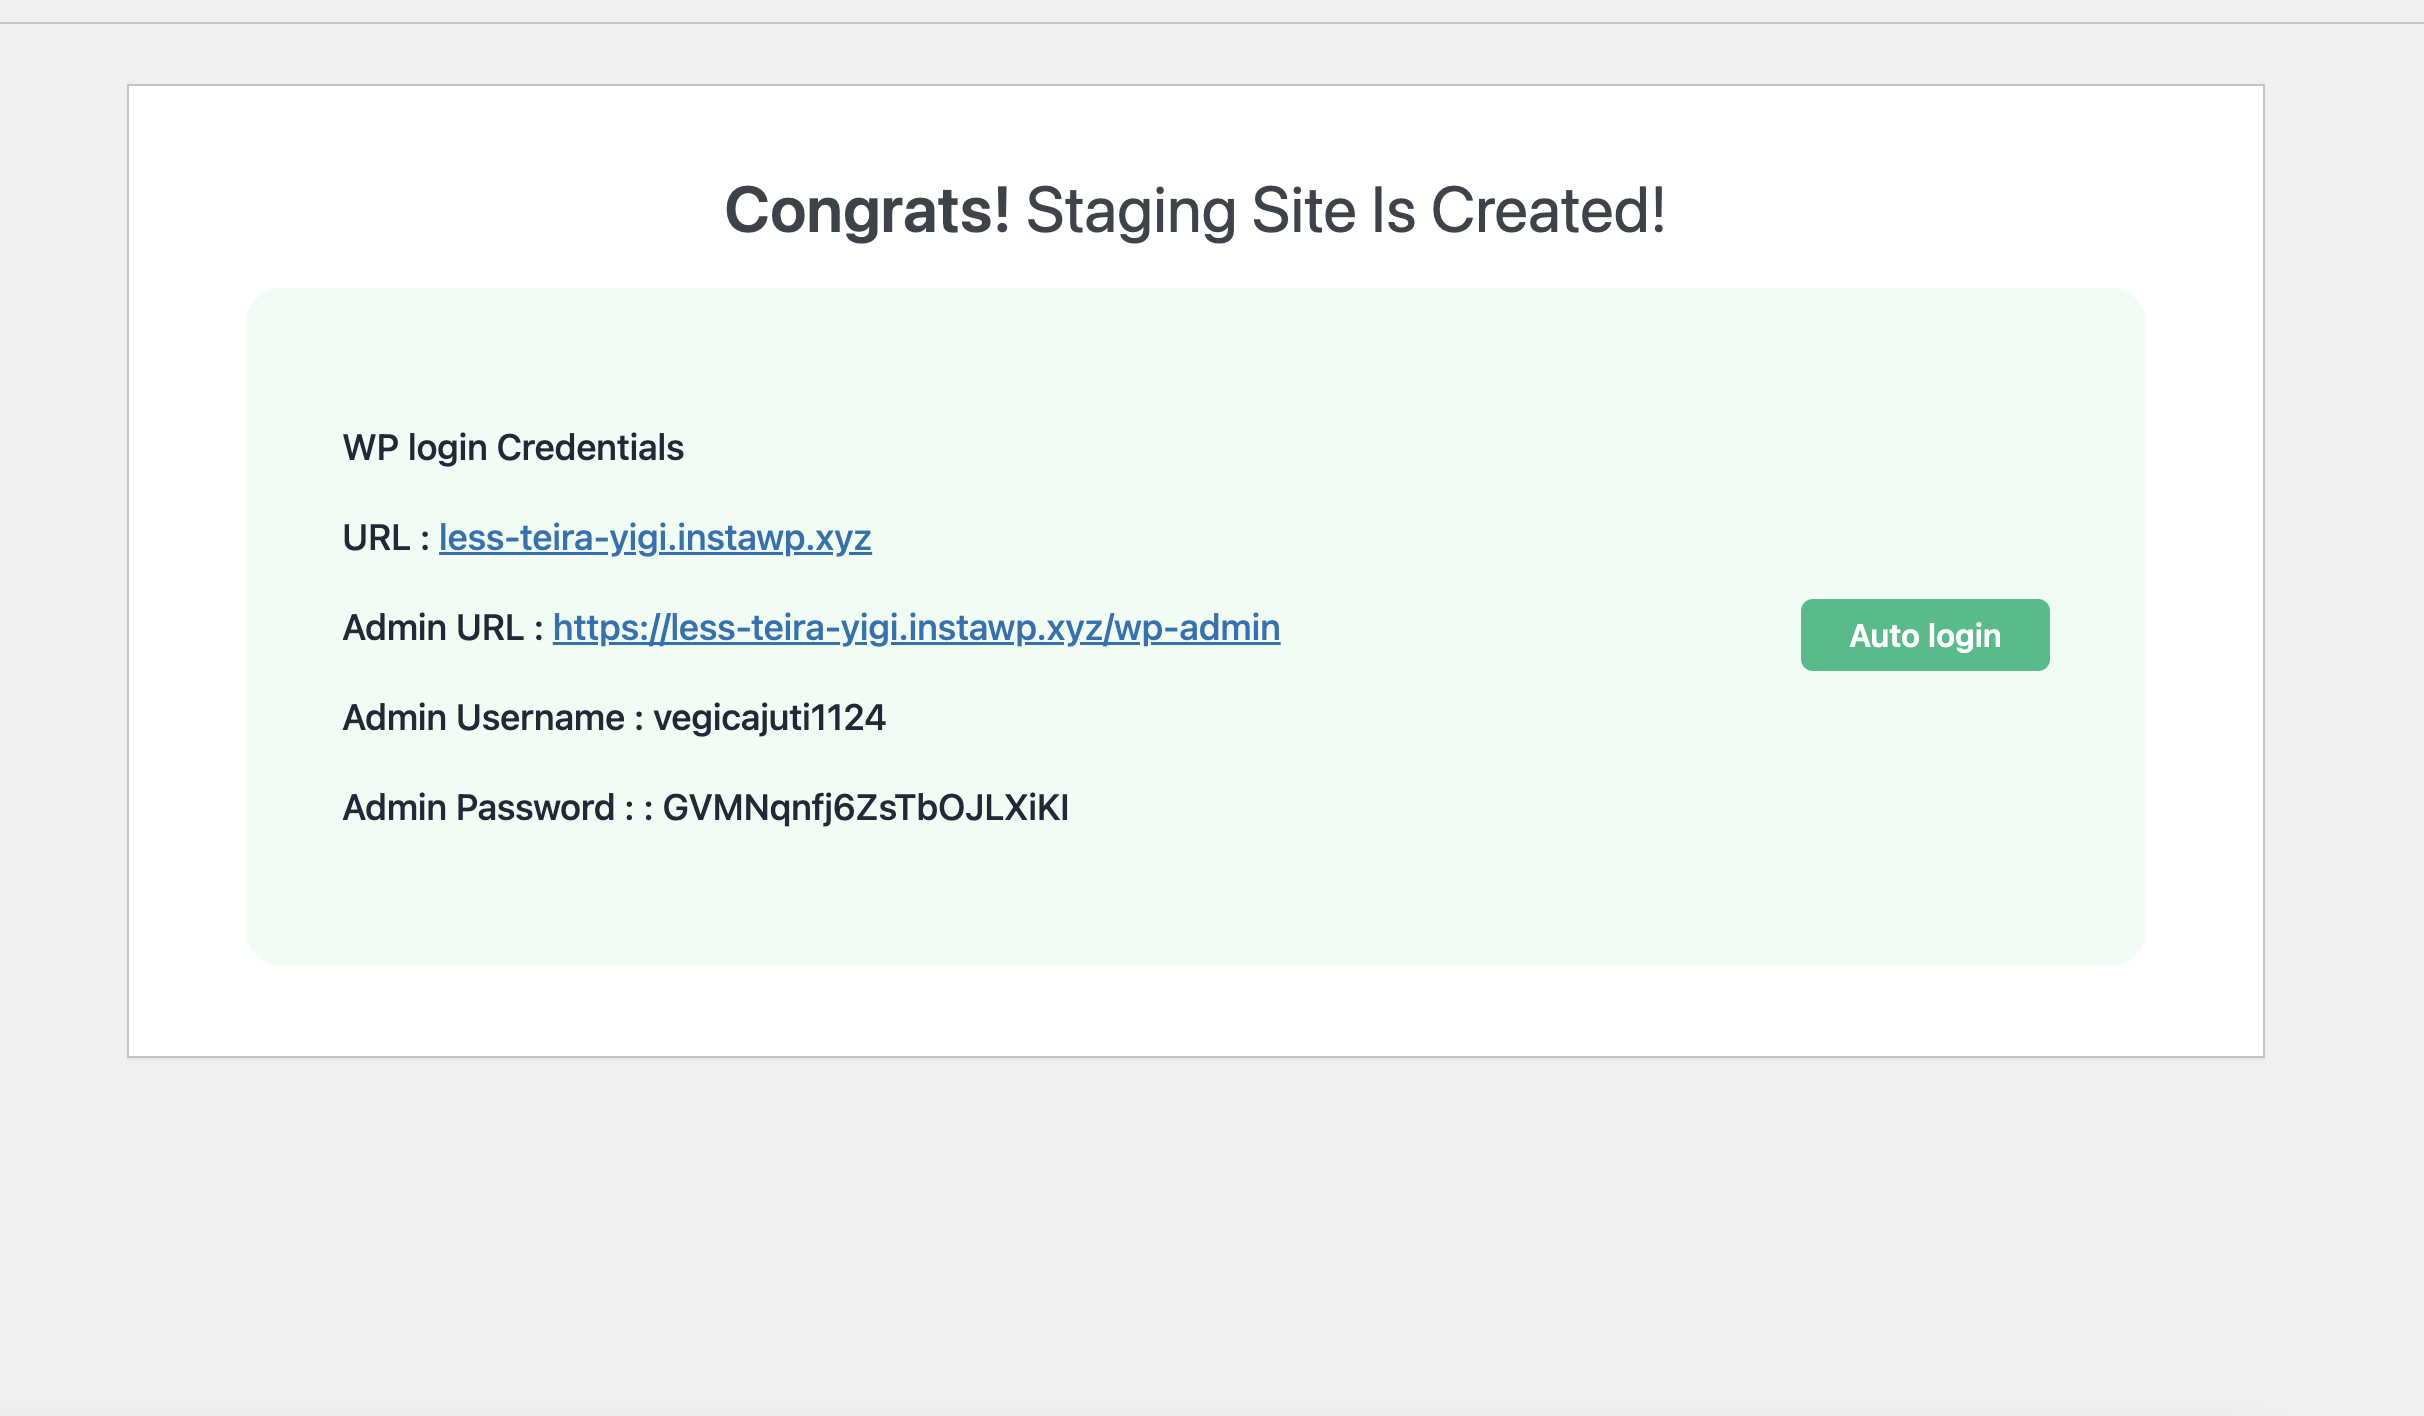 Congrats! Staging Site Is Created!
WP login Credentials
URL : less-teira-yigi.instawp.xyz
Admin URL : https://less-teira-yigi.instawp.xyz/wp-admin
Auto login
Admin Username : vegicajuti1124
Admin Password : : GVMNqnfj6ZsTbOJLXiKI